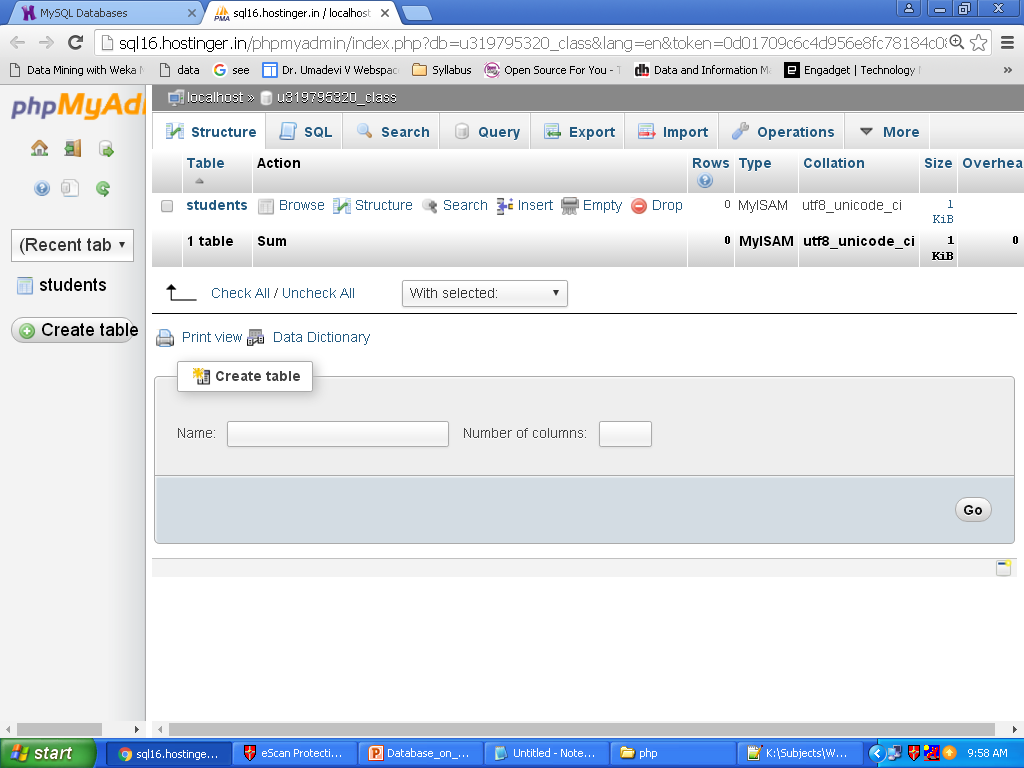 MySQL Databases
sql16.hostinger.in / localhost
sql16.hostinger.in/phpmyadmin/index.php?db=u319795320_class&lang=en&token=0d01709c6c4d956e8fc78184c0
Data Mining with Weka
data
see
Dr. Umadevi V Webspac
Syllabus
Open Source For You -
Data and Information M
Engadget | Technology
»
phpMyAdm
localhost » u319795320_class
Structure SQL Search Query Export Import Operations More
Table Action Rows Type Collation Size Overhea
students Browse Structure Search Insert Empty Drop 0 MyISAM utf8_unicode_ci 1 KiB
1 table Sum 0 MyISAM utf8_unicode_ci 1 KiB 0
(Recent tab
students
Create table
Check All / Uncheck All With selected:
Print view Data Dictionary
Create table
Name: Number of columns:
Go
start
sql16.hostinge...
eScan Protecti...
Database_on_...
Untitled - Note...
php
K:\Subjects\W...
9:58 AM